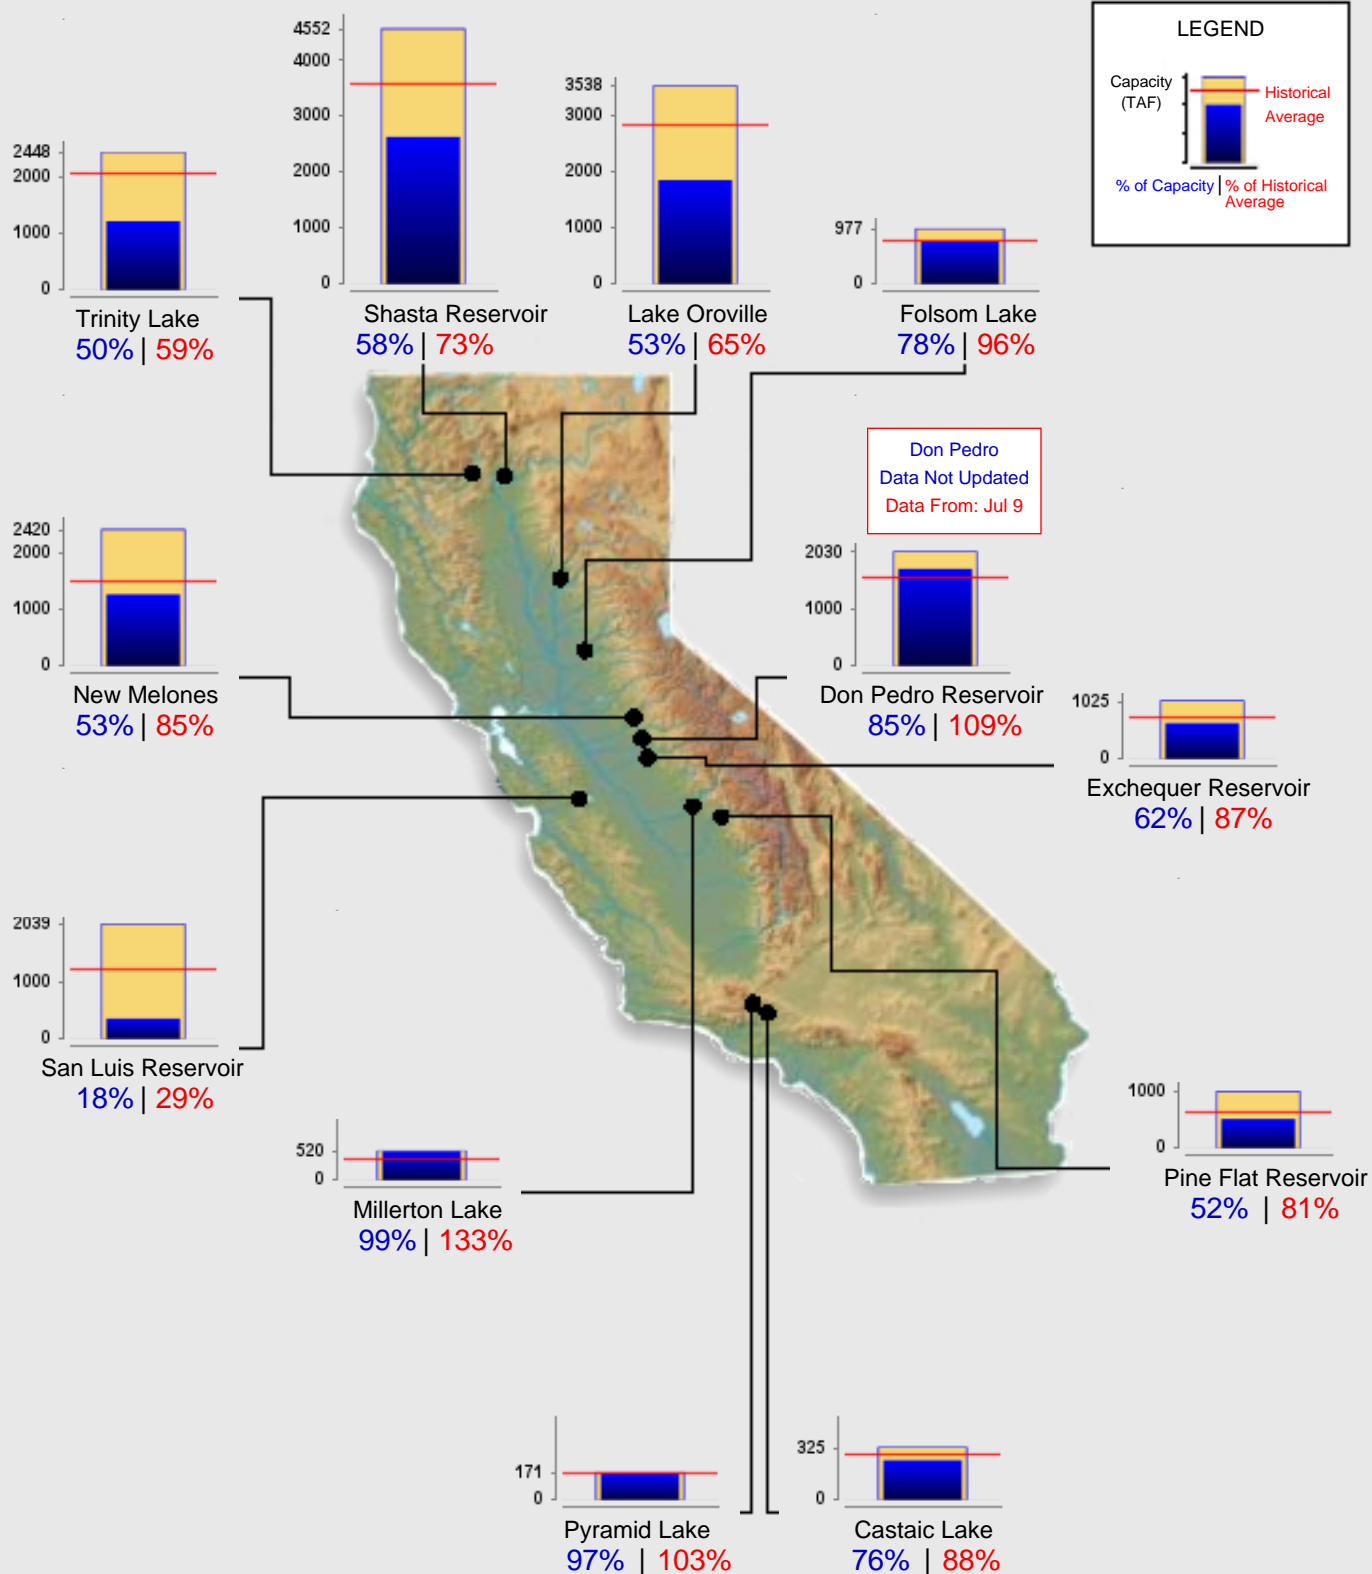 LEGEND
Capacity
(TAF)
Historical
Average
% of Capacity | % of Historical
Average
4552
4000
3000
2000
1000
0
Shasta Reservoir
58% | 73%
3538
3000
2000
1000
0
Lake Oroville
53% | 65%
2448
2000
1000
0
Trinity Lake
50% | 59%
977
0
Folsom Lake
78% | 96%
Don Pedro
Data Not Updated
Data From: Jul 9
2420
2000
1000
0
New Melones
53% | 85%
2030
1000
0
Don Pedro Reservoir
85% | 109%
1025
0
Exchequer Reservoir
62% | 87%
2039
1000
0
San Luis Reservoir
18% | 29%
520
0
Millerton Lake
99% | 133%
1000
0
Pine Flat Reservoir
52% | 81%
171
0
Pyramid Lake
97% | 103%
325
0
Castaic Lake
76% | 88%